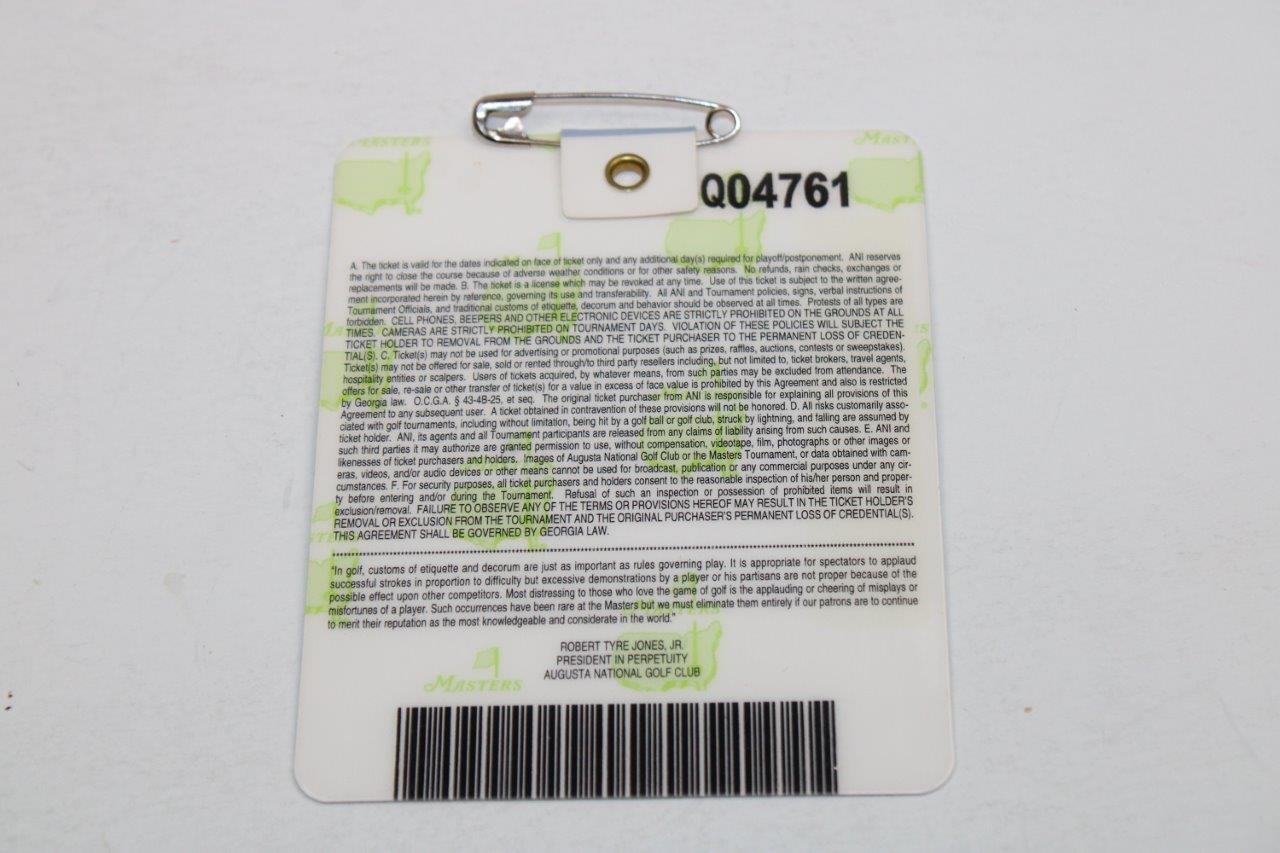 MASTERS
MASTERS
Q04761
A. The ticket is valid for the dates indicated on face of ticket only and any additional day(s) required for playoff/postponement. ANI reserves
the right to close the course because of adverse weather conditions or for other safety reasons. No refunds, rain checks, exchanges or
replacements will be made. B. The ticket is a license which may be revoked at any time. Use of this ticket is subject to the written agree-
ment incorporated herein by reference, governing its use and transferability. All ANI and Tournament policies, signs, verbal instructions of
Tournament Officials, and traditional customs of etiquette, decorum and behavior should be observed at all times. Protests of all types are
forbidden. CELL PHONES, BEEPERS AND OTHER ELECTRONIC DEVICES ARE STRICTLY PROHIBITED ON THE GROUNDS AT ALL
TIMES. CAMERAS ARE STRICTLY PROHIBITED ON TOURNAMENT DAYS. VIOLATION OF THESE POLICIES WILL SUBJECT THE
TICKET HOLDER TO REMOVAL FROM THE GROUNDS AND THE TICKET PURCHASER TO THE PERMANENT LOSS OF CREDEN-
TIAL(S). C. Ticket(s) may not be used for advertising or promotional purposes (such as prizes, raffles, auctions, contests or sweepstakes).
Ticket(s) may not be offered for sale, sold or rented through/to third party resellers including, but not limited to, ticket brokers, travel agents,
hospitality entities or scalpers. Users of tickets acquired, by whatever means, from such parties may be excluded from attendance. The
offers for sale, re-sale or other transfer of ticket(s) for a value in excess of face value is prohibited by this Agreement and also is restricted
by Georgia law. O.C.G.A. § 43-4B-25, et seq. The original ticket purchaser from ANI is responsible for explaining all provisions of this
Agreement to any subsequent user. A ticket obtained in contravention of these provisions will not be honored. D. All risks customarily asso-
ciated with golf tournaments, including without limitation, being hit by a golf ball or golf club, struck by lightning, and falling are assumed by
ticket holder. ANI, its agents and all Tournament participants are released from any claims of liability arising from such causes. E. ANI and
such third parties it may authorize are granted permission to use, without compensation, videotape, film, photographs or other images or
likenesses of ticket purchasers and holders. Images of Augusta National Golf Club or the Masters Tournament, or data obtained with cam-
eras, videos, and/or audio devices or other means cannot be used for broadcast, publication or any commercial purposes under any cir-
cumstances. F. For security purposes, all ticket purchasers and holders consent to the reasonable inspection of his/her person and proper-
ty before entering and/or during the Tournament. Refusal of such an inspection or possession of prohibited items will result in
exclusion/removal. FAILURE TO OBSERVE ANY OF THE TERMS OR PROVISIONS HEREOF MAY RESULT IN THE TICKET HOLDER'S
REMOVAL OR EXCLUSION FROM THE TOURNAMENT AND THE ORIGINAL PURCHASER'S PERMANENT LOSS OF CREDENTIAL(S).
THIS AGREEMENT SHALL BE GOVERNED BY GEORGIA LAW.
"In golf, customs of etiquette and decorum are just as important as rules governing play. It is appropriate for spectators to applaud
successful strokes in proportion to difficulty but excessive demonstrations by a player or his partisans are not proper because of the
possible effect upon other competitors. Most distressing to those who love the game of golf is the applauding or cheering of misplays or
misfortunes of a player. Such occurrences have been rare at the Masters but we must eliminate them entirely if our patrons are to continue
to merit their reputation as the most knowledgeable and considerate in the world."
ROBERT TYRE JONES, JR.
PRESIDENT IN PERPETUITY
AUGUSTA NATIONAL GOLF CLUB
MASTERS